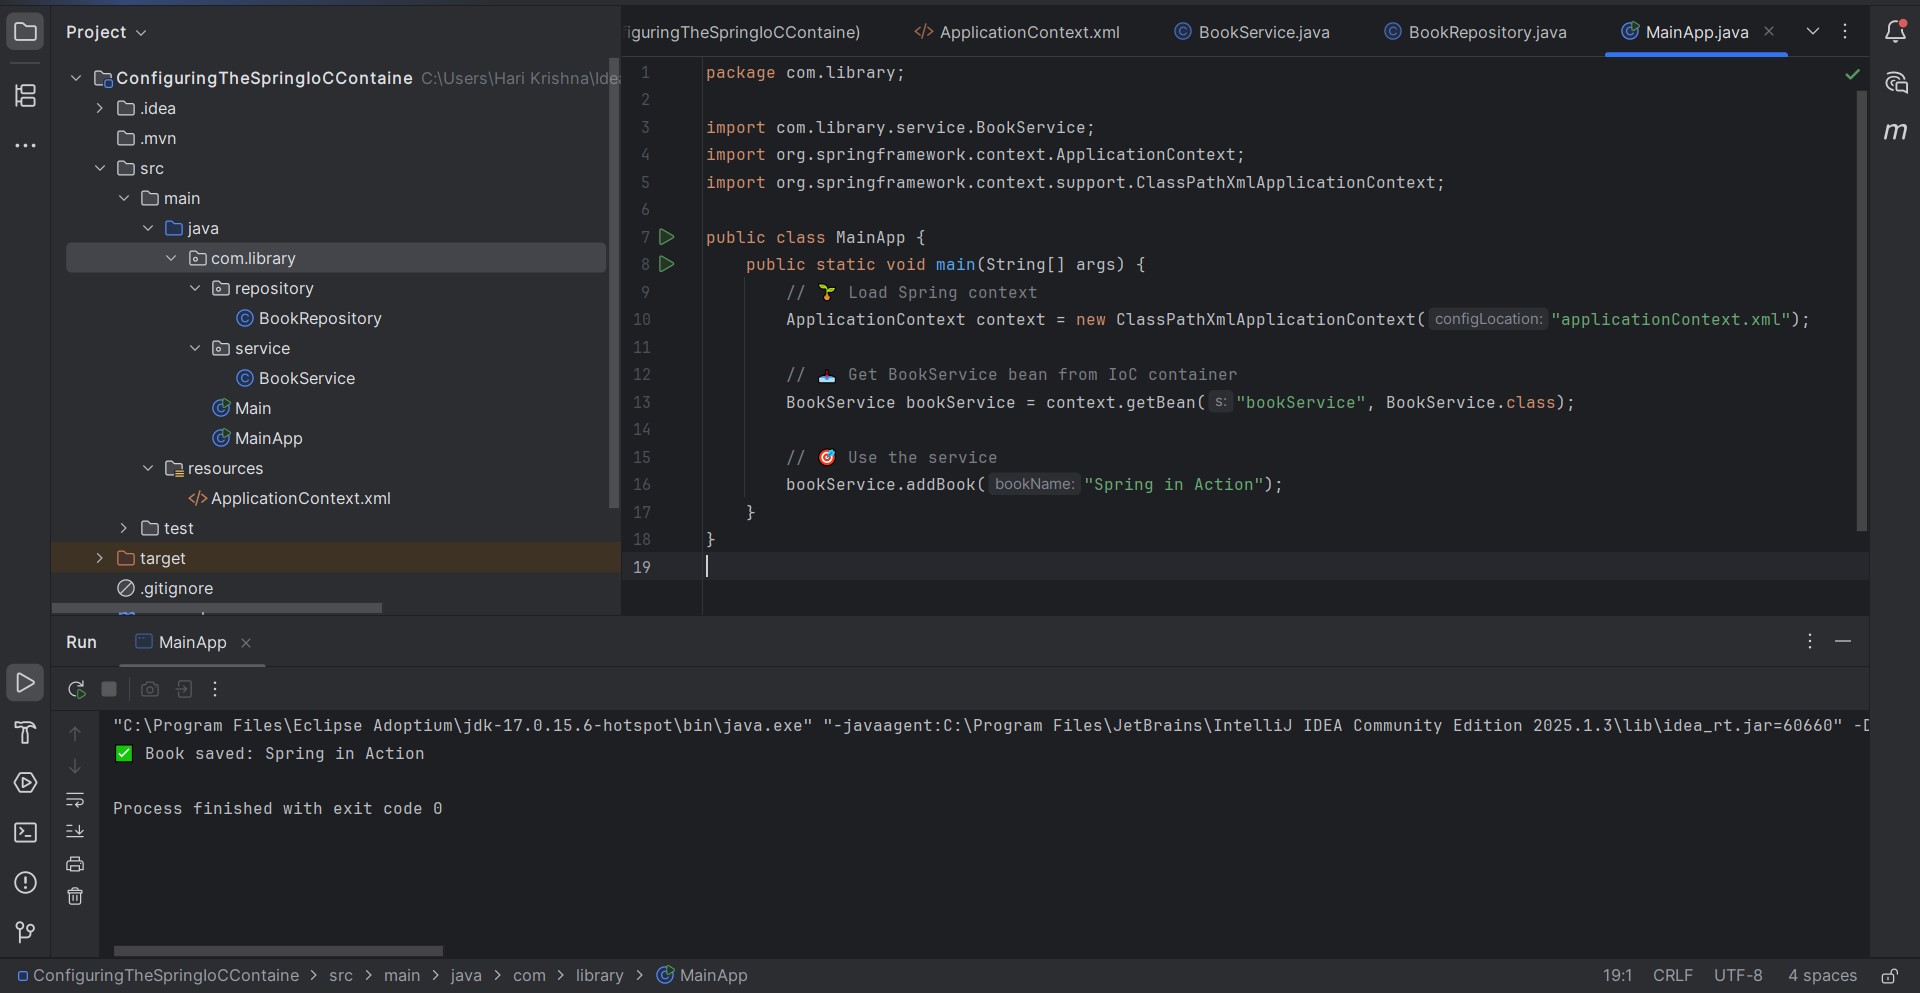 Project
ConfiguringTheSpringIoCContaine C:\Users\Hari Krishna\Ide
.idea
.mvn
src
main
java
com.library
repository
BookRepository
service
BookService
Main
MainApp
resources
ApplicationContext.xml
test
target
.gitignore
iguringTheSpringIoCContaine) ApplicationContext.xml BookService.java BookRepository.java MainApp.java
1 package com.library;
2
3 import com.library.service.BookService;
4 import org.springframework.context.ApplicationContext;
5 import org.springframework.context.support.ClassPathXmlApplicationContext;
6
7 public class MainApp {
8 public static void main(String[] args) {
9 // 🌱 Load Spring context
10 ApplicationContext context = new ClassPathXmlApplicationContext( configLocation: "applicationContext.xml");
11
12 // 📥 Get BookService bean from IoC container
13 BookService bookService = context.getBean( s: "bookService", BookService.class);
14
15 // 🎯 Use the service
16 bookService.addBook( bookName: "Spring in Action");
17 }
18 }
19
Run MainApp
"C:\Program Files\Eclipse Adoptium\jdk-17.0.15.6-hotspot\bin\java.exe" "-javaagent:C:\Program Files\JetBrains\IntelliJ IDEA Community Edition 2025.1.3\lib\idea_rt.jar=60660" -D
✅ Book saved: Spring in Action
Process finished with exit code 0
ConfiguringTheSpringIoCContaine > src > main > java > com > library > MainApp
19:1 CRLF UTF-8 4 spaces